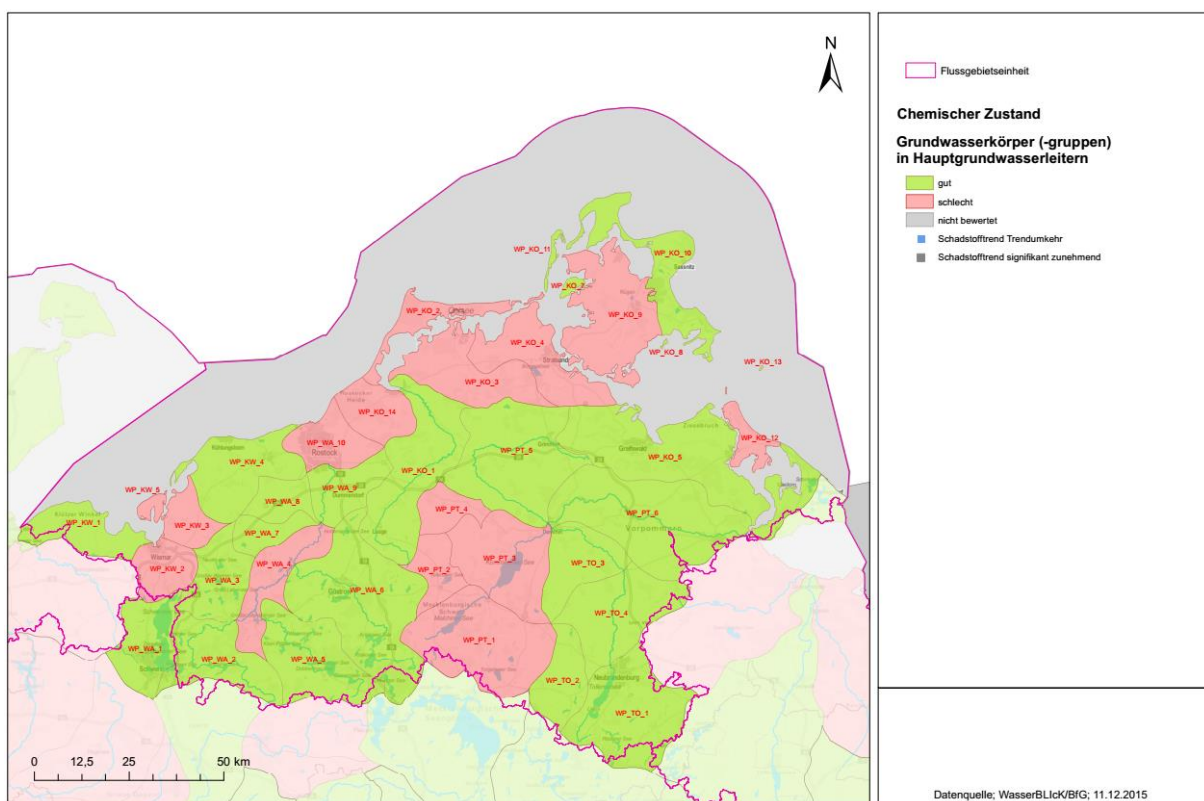 N
WP_KO_11
WP_KO_10
Sassnitz
WP_KO_7
WP_KO_2
WP_KO_9
WP_KO_4
WP_KO_8
Stralsund
WP_KO_13
WP_KO_3
WP_KO_14
WP_KO_12
WP_WA_10
Rostock
WP_KW_4
WP_PT_5
Greifswald
WP_KO_5
WP_KO_1
WP_WA_9
WP_KW_5
WP_WA_8
WP_KW_1
WP_KW_3
WP_PT_4
WP_PT_6
Vorpommern
WP_WA_7
Wismar
WP_PT_3
WP_WA_4
WP_TO_3
WP_KW_2
WP_PT_2
WP_WA_3
WP_WA_6
WP_TO_4
WP_PT_1
WP_WA_1
WP_WA_2
WP_WA_5
WP_TO_2
Neubrandenburg
WP_TO_1
0 12,5 25 50 km
Flussgebietseinheit
Chemischer Zustand
Grundwasserkörper (-gruppen)
in Hauptgrundwasserleitern
gut
schlecht
nicht bewertet
Schadstofftrend Trendumkehr
Schadstofftrend signifikant zunehmend
Datenquelle; WasserBLIcK/BfG; 11.12.2015